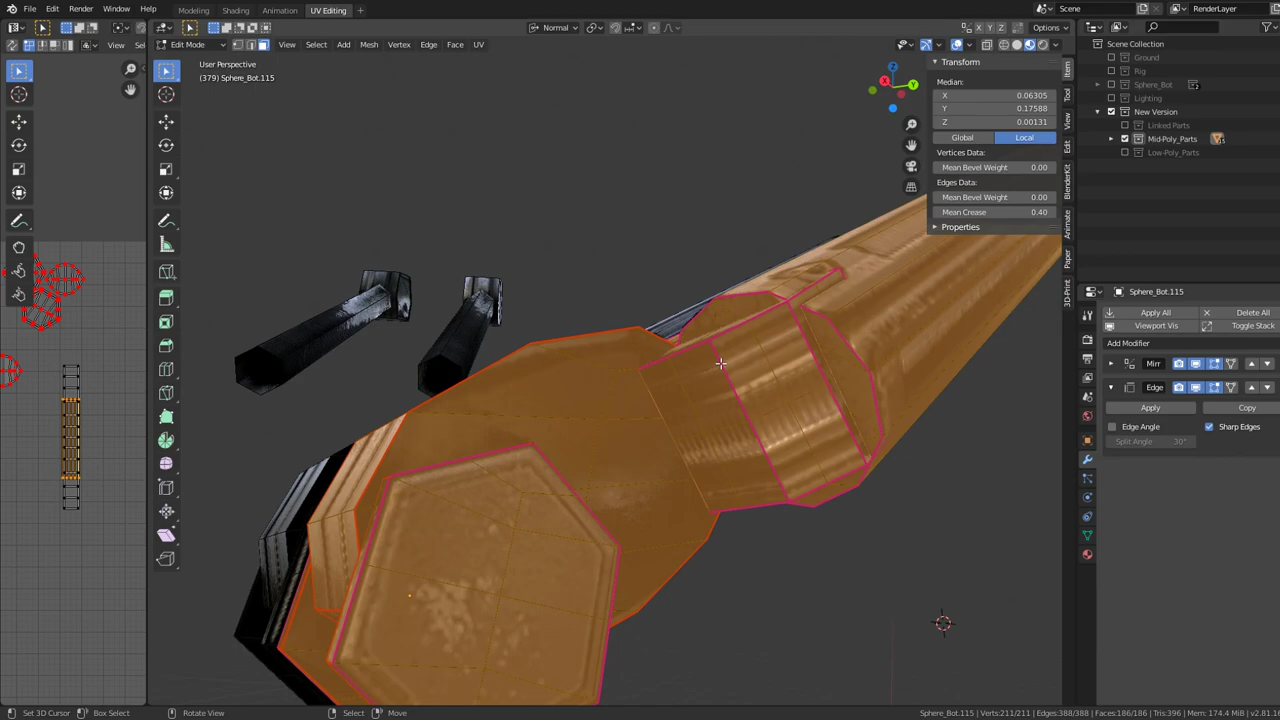 File Edit Render Window Help
Modeling Shading Animation UV Editing
Scene
RenderLayer
Normal
Options
Edit Mode View Select Add Mesh Vertex Edge Face UV
View
User Perspective
(379) Sphere_Bot.115
Transform
Median:
X 0.06305
Y 0.17588
Z 0.00131
Global Local
Vertices Data:
Mean Bevel Weight 0.00
Edges Data:
Mean Bevel Weight 0.00
Mean Crease 0.40
Properties
Item
Tool
View
Edit
BlenderKit
Animate
Paper
3D-Print
Scene Collection
Ground
Rig
Sphere_Bot
Lighting
New Version
Linked Parts
Mid-Poly_Parts
Low-Poly_Parts
Sphere_Bot.115
Apply All Delete All
Viewport Vis Toggle Stack
Add Modifier
Mirr
Edge
Apply Copy
Edge Angle Sharp Edges
Split Angle 30°
Set 3D Cursor Box Select Rotate View Select Move
Sphere_Bot.115 | Verts:211/211 | Edges:388/388 | Faces:186/186 | Tris:396 | Mem: 174.4 MiB | v2.81.16